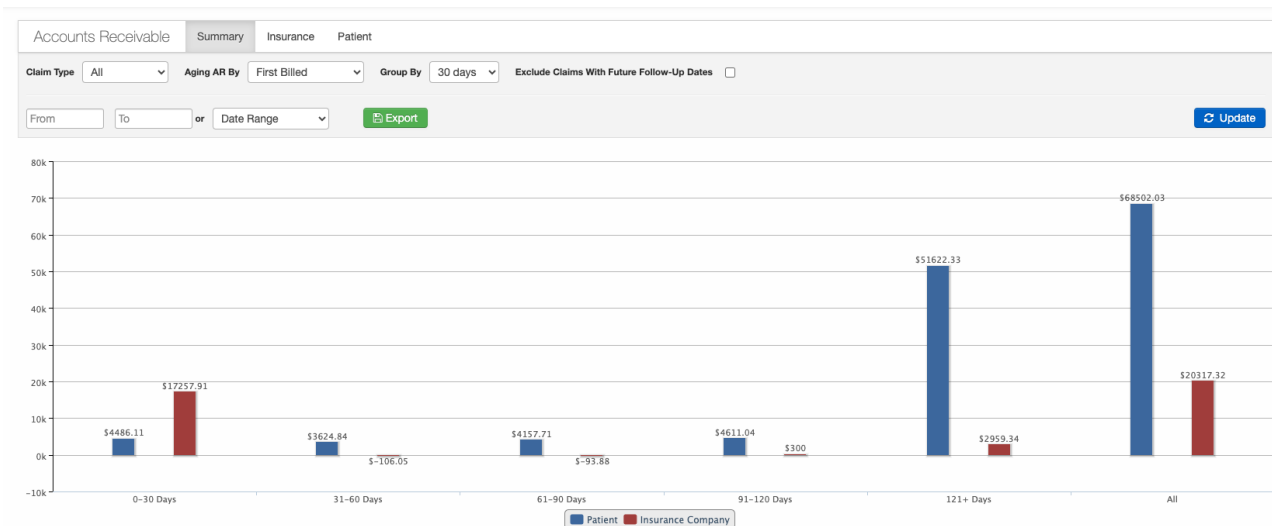 Accounts Receivable Summary Insurance Patient
Claim Type All Aging AR By First Billed Group By 30 days Exclude Claims With Future Follow-Up Dates
From To or Date Range Export Update
80k
70k
$68502.03
60k
$51622.33
50k
40k
30k
20k
$20317.32
$17257.91
10k
$4486.11
$3624.84
$4157.71
$4611.04
$300
$2959.34
0k
$-106.05
$-93.88
-10k
0-30 Days 31-60 Days 61-90 Days 91-120 Days 121+ Days All
Patient Insurance Company